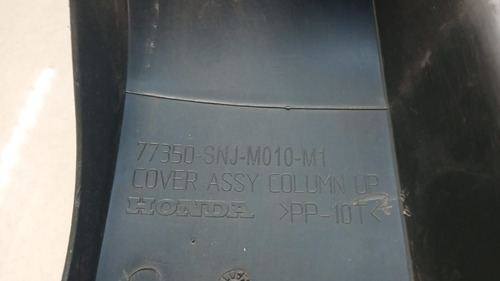 77350-SNJ-M010-M1
COVER ASSY COLUMN UP
HONDA >PP-10T<